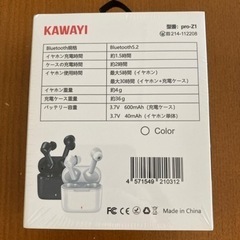 KAWAYI
型番：pro-Z1
214-112208
Bluetooth規格 Bluetooth5.2
イヤホン充電時間 約1.5時間
ケースの充電時間 約2時間
イヤホン使用時間 最大5時間（イヤホン）
最大30時間（イヤホン+充電ケース）
イヤホン重量 約4g
充電ケース重量 約36g
バッテリー容量 3.7V 600mAh（充電ケース）
3.7V 40mAh（イヤホン単体）
Color
4 571549 210312
CE FC RoHS Made in China